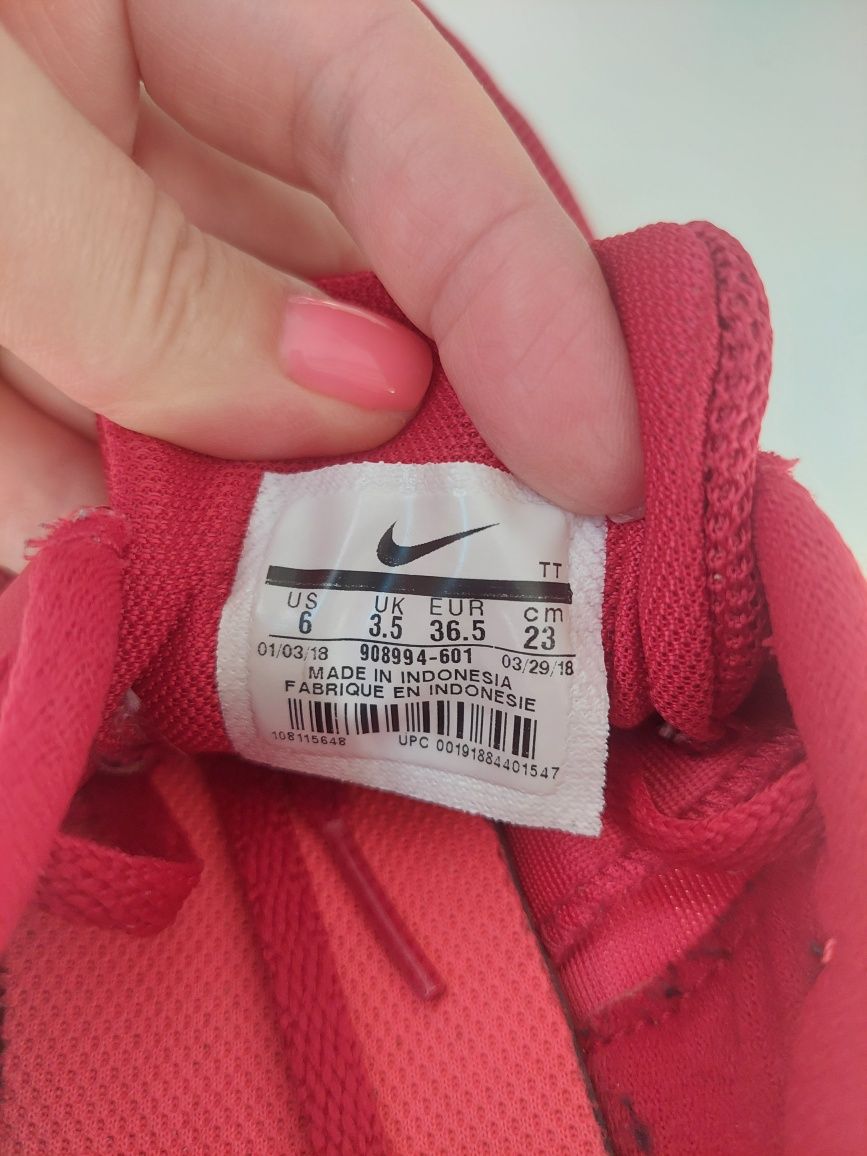 TT
US UK EUR cm
6 3.5 36.5 23
01/03/18 908994-601 03/29/18
MADE IN INDONESIA
FABRIQUE EN INDONESIE
108115648 UPC 00191884401547